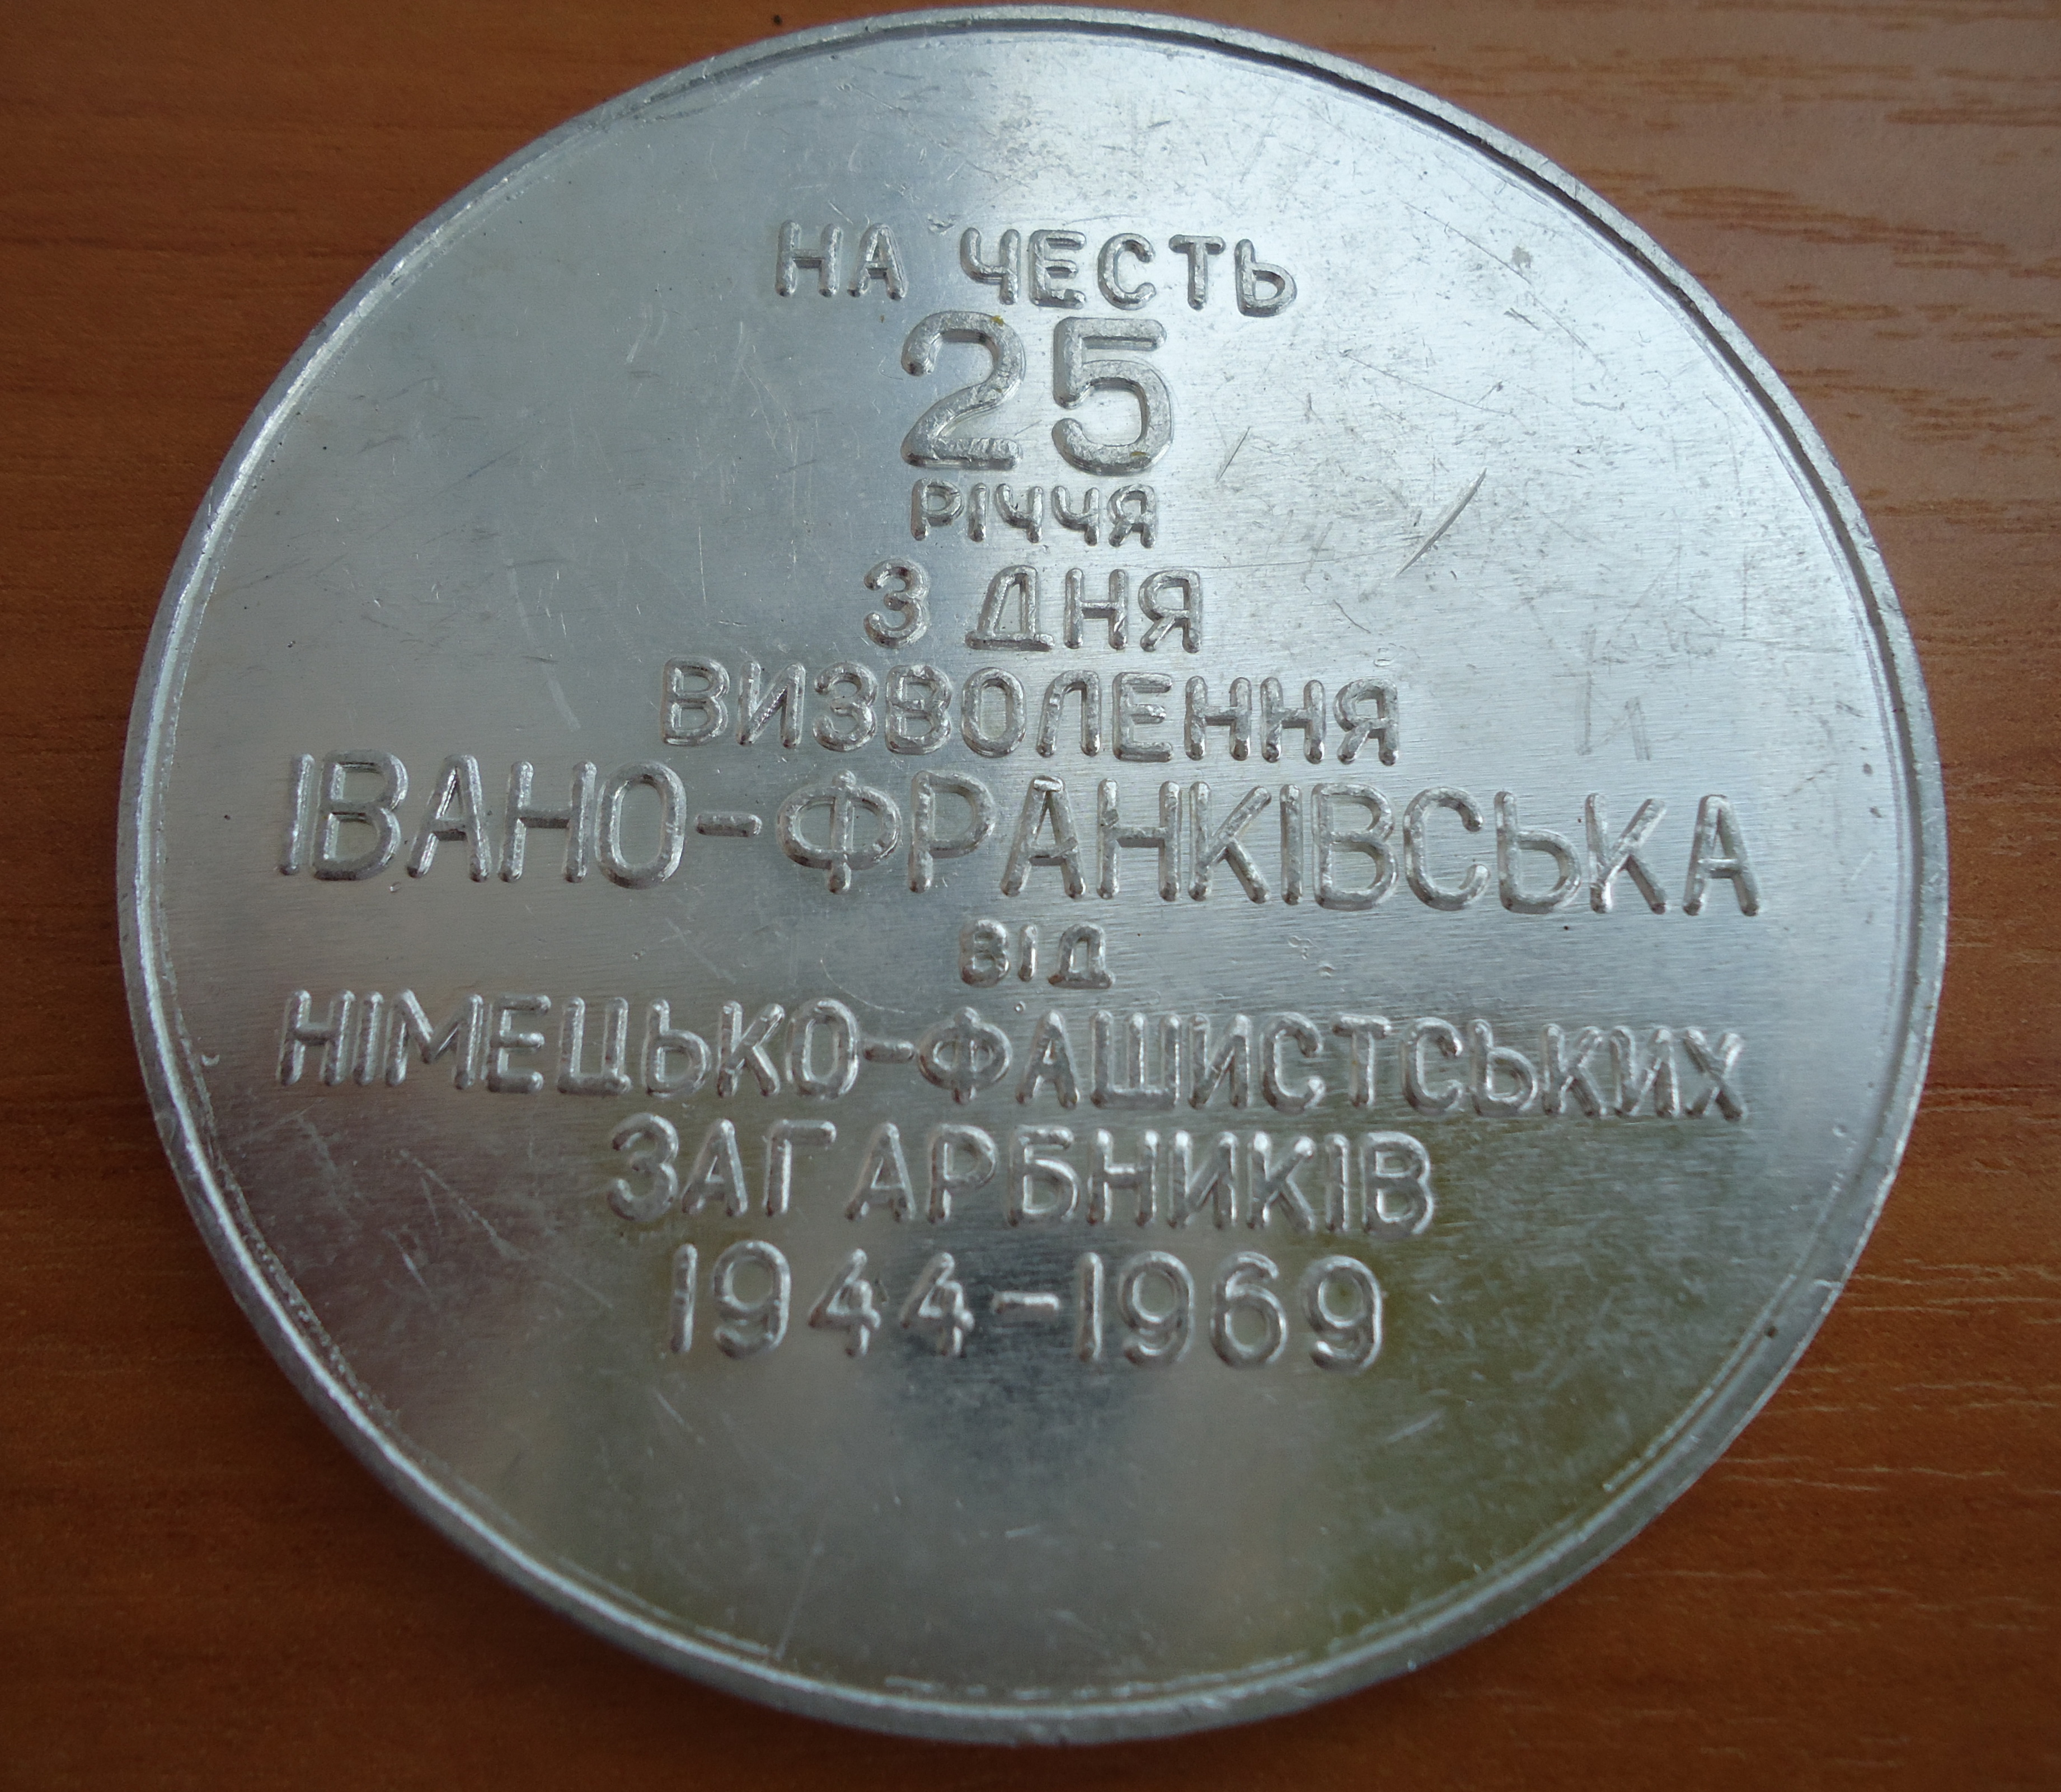 НА ЧЕСТЬ
25
РІЧЧЯ
З ДНЯ
ВИЗВОЛЕННЯ
ІВАНО-ФРАНКІВСЬКА
ВІД
НІМЕЦЬКО-ФАШИСТСЬКИХ
ЗАГАРБНИКІВ
1944-1969